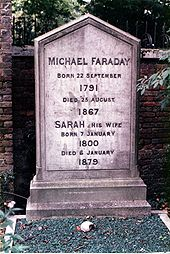 MICHAEL FARADAY
BORN 22 SEPTEMBER
1791
DIED 25 AUGUST
1867
SARAH HIS WIFE
BORN 7 JANUARY
1800
DIED 6 JANUARY
1879